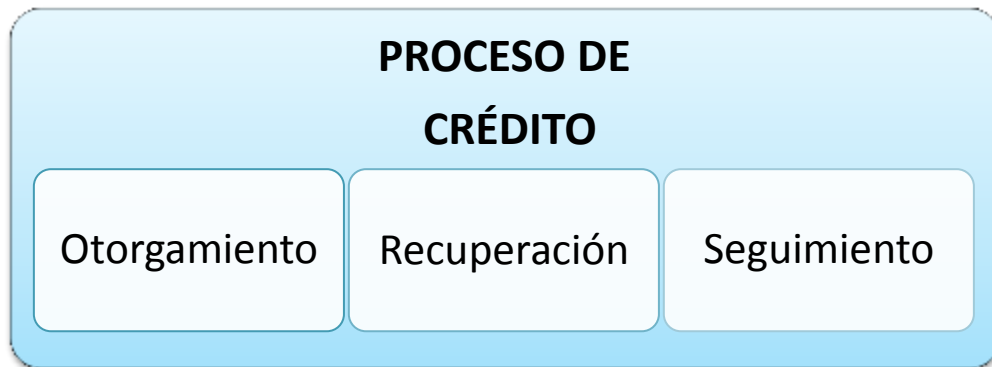 PROCESO DE
CRÉDITO
Otorgamiento
Recuperación
Seguimiento